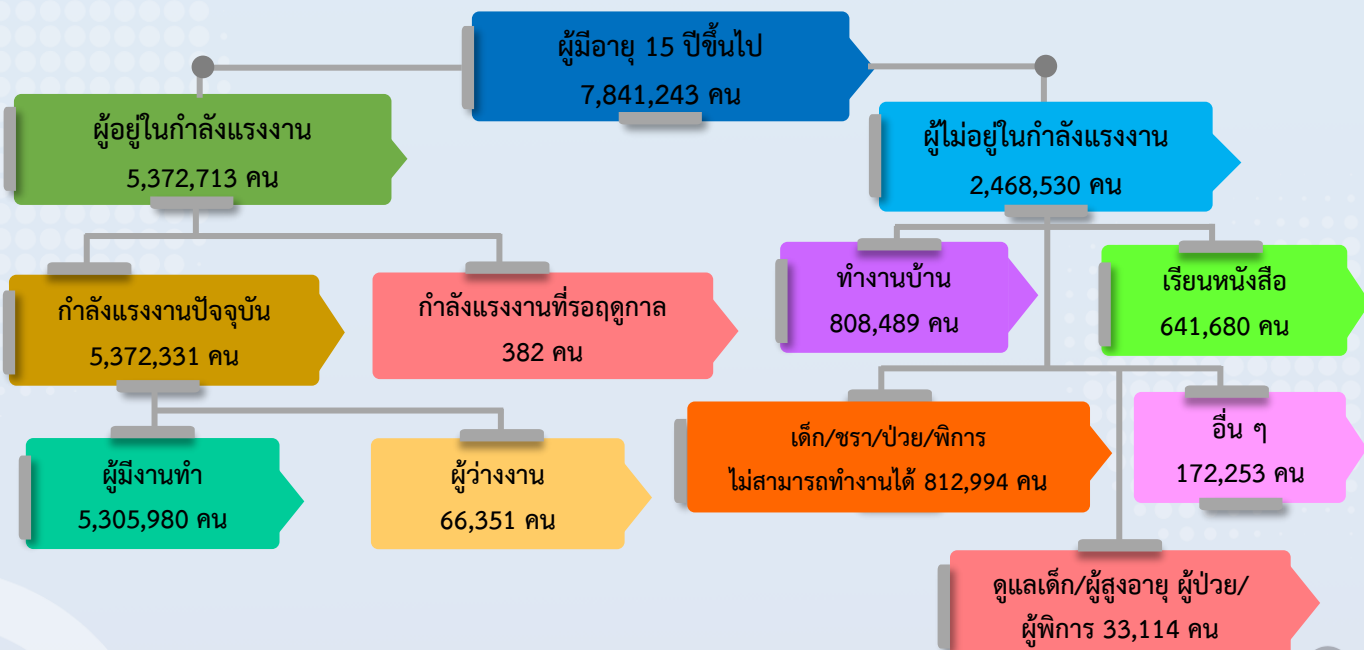 ผู้มีอายุ 15 ปีขึ้นไป
7,841,243 คน
ผู้อยู่ในกำลังแรงงาน
5,372,713 คน
ผู้ไม่อยู่ในกำลังแรงงาน
2,468,530 คน
กำลังแรงงานปัจจุบัน
5,372,331 คน
กำลังแรงงานที่รอฤดูกาล
382 คน
ทำงานบ้าน
808,489 คน
เรียนหนังสือ
641,680 คน
ผู้มีงานทำ
5,305,980 คน
ผู้ว่างงาน
66,351 คน
เด็ก/ชรา/ป่วย/พิการ
ไม่สามารถทำงานได้ 812,994 คน
อื่น ๆ
172,253 คน
ดูแลเด็ก/ผู้สูงอายุ ผู้ป่วย/
ผู้พิการ 33,114 คน